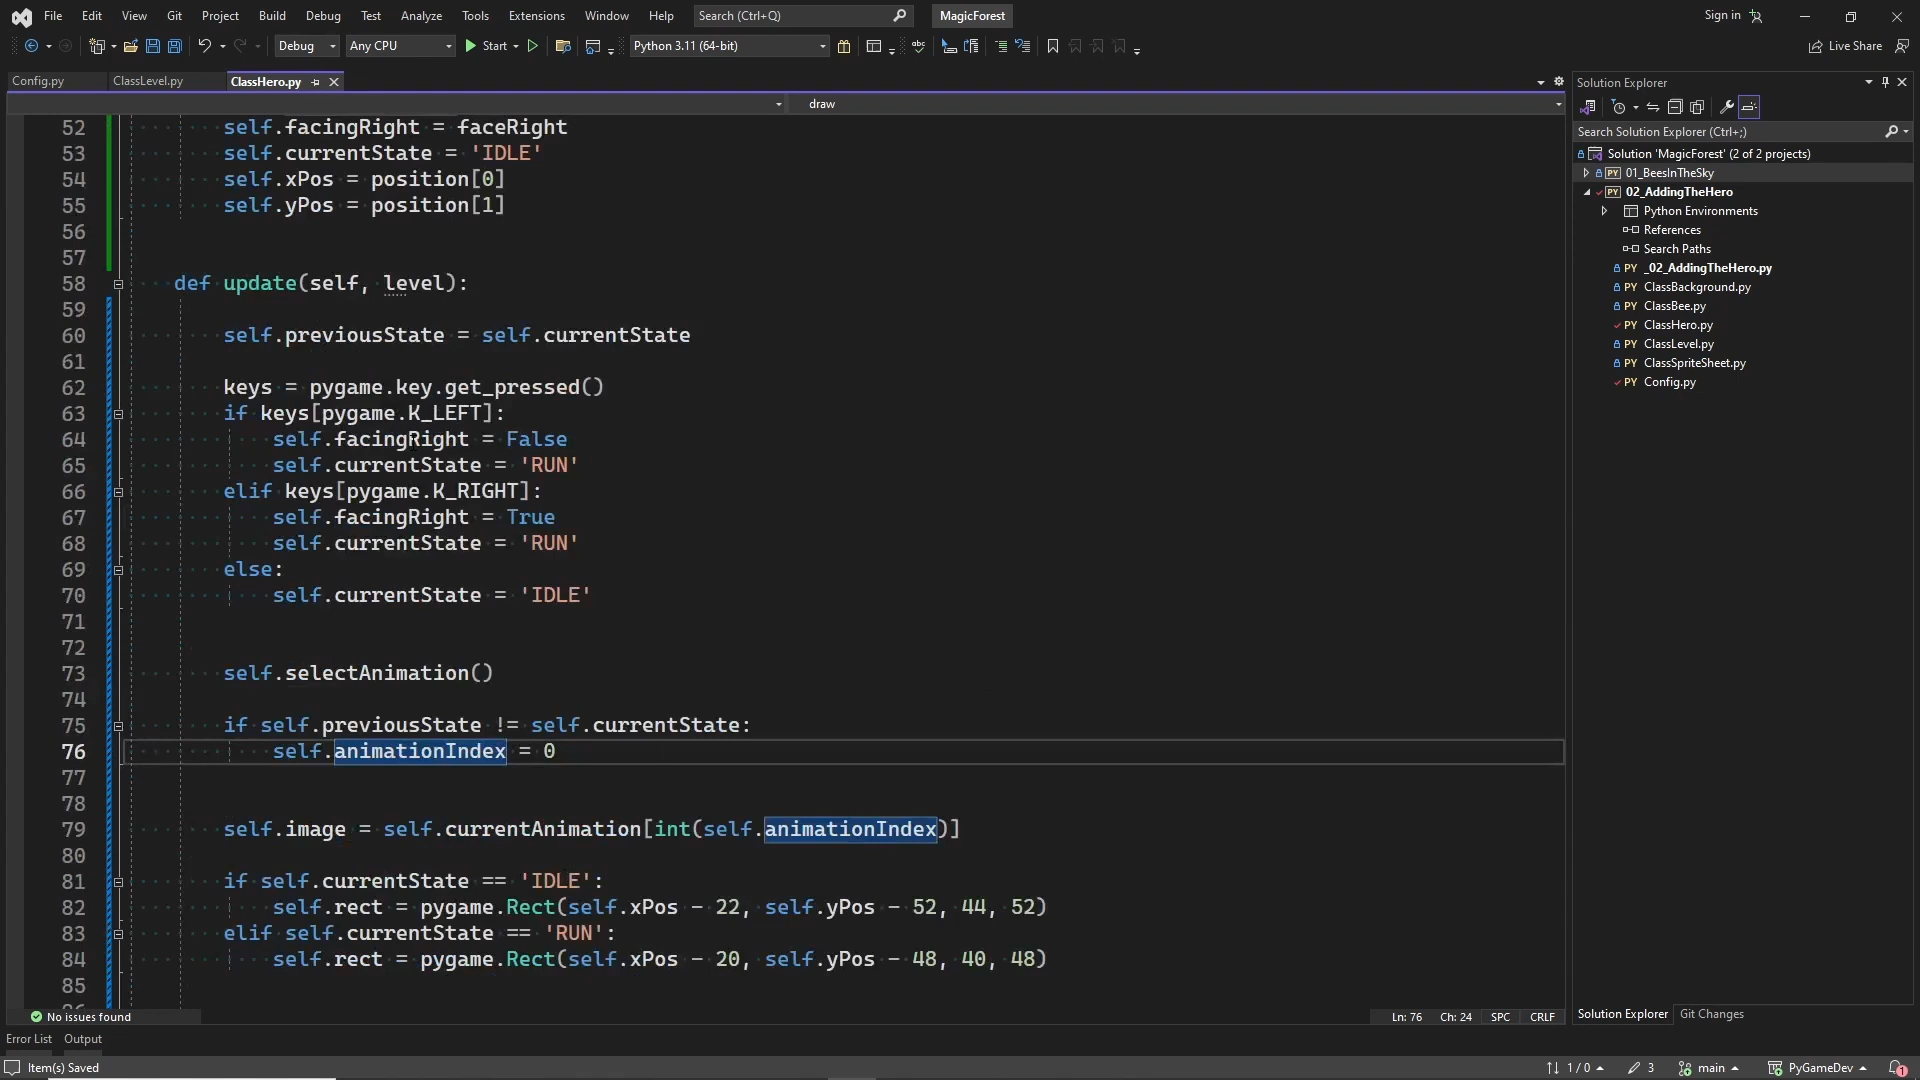 File Edit View Git Project Build Debug Test Analyze Tools Extensions Window Help Search (Ctrl+Q) MagicForest Sign in
Debug Any CPU Start Python 3.11 (64-bit) Live Share
Config.py ClassLevel.py ClassHero.py
draw
52 self.facingRight = faceRight
53 self.currentState = 'IDLE'
54 self.xPos = position[0]
55 self.yPos = position[1]
56
57
58 def update(self, level):
59
60 self.previousState = self.currentState
61
62 keys = pygame.key.get_pressed()
63 if keys[pygame.K_LEFT]:
64 self.facingRight = False
65 self.currentState = 'RUN'
66 elif keys[pygame.K_RIGHT]:
67 self.facingRight = True
68 self.currentState = 'RUN'
69 else:
70 self.currentState = 'IDLE'
71
72
73 self.selectAnimation()
74
75 if self.previousState != self.currentState:
76 self.animationIndex = 0
77
78
79 self.image = self.currentAnimation[int(self.animationIndex)]
80
81 if self.currentState == 'IDLE':
82 self.rect = pygame.Rect(self.xPos - 22, self.yPos - 52, 44, 52)
83 elif self.currentState == 'RUN':
84 self.rect = pygame.Rect(self.xPos - 20, self.yPos - 48, 40, 48)
85
No issues found Ln: 76 Ch: 24 SPC CRLF
Error List Output
Item(s) Saved 1 / 0 3 main PyGameDev 1
Solution Explorer
Search Solution Explorer (Ctrl+;)
Solution 'MagicForest' (2 of 2 projects)
PY 01_BeesInTheSky
PY 02_AddingTheHero
Python Environments
References
Search Paths
PY _02_AddingTheHero.py
PY ClassBackground.py
PY ClassBee.py
PY ClassHero.py
PY ClassLevel.py
PY ClassSpriteSheet.py
PY Config.py
Solution Explorer Git Changes